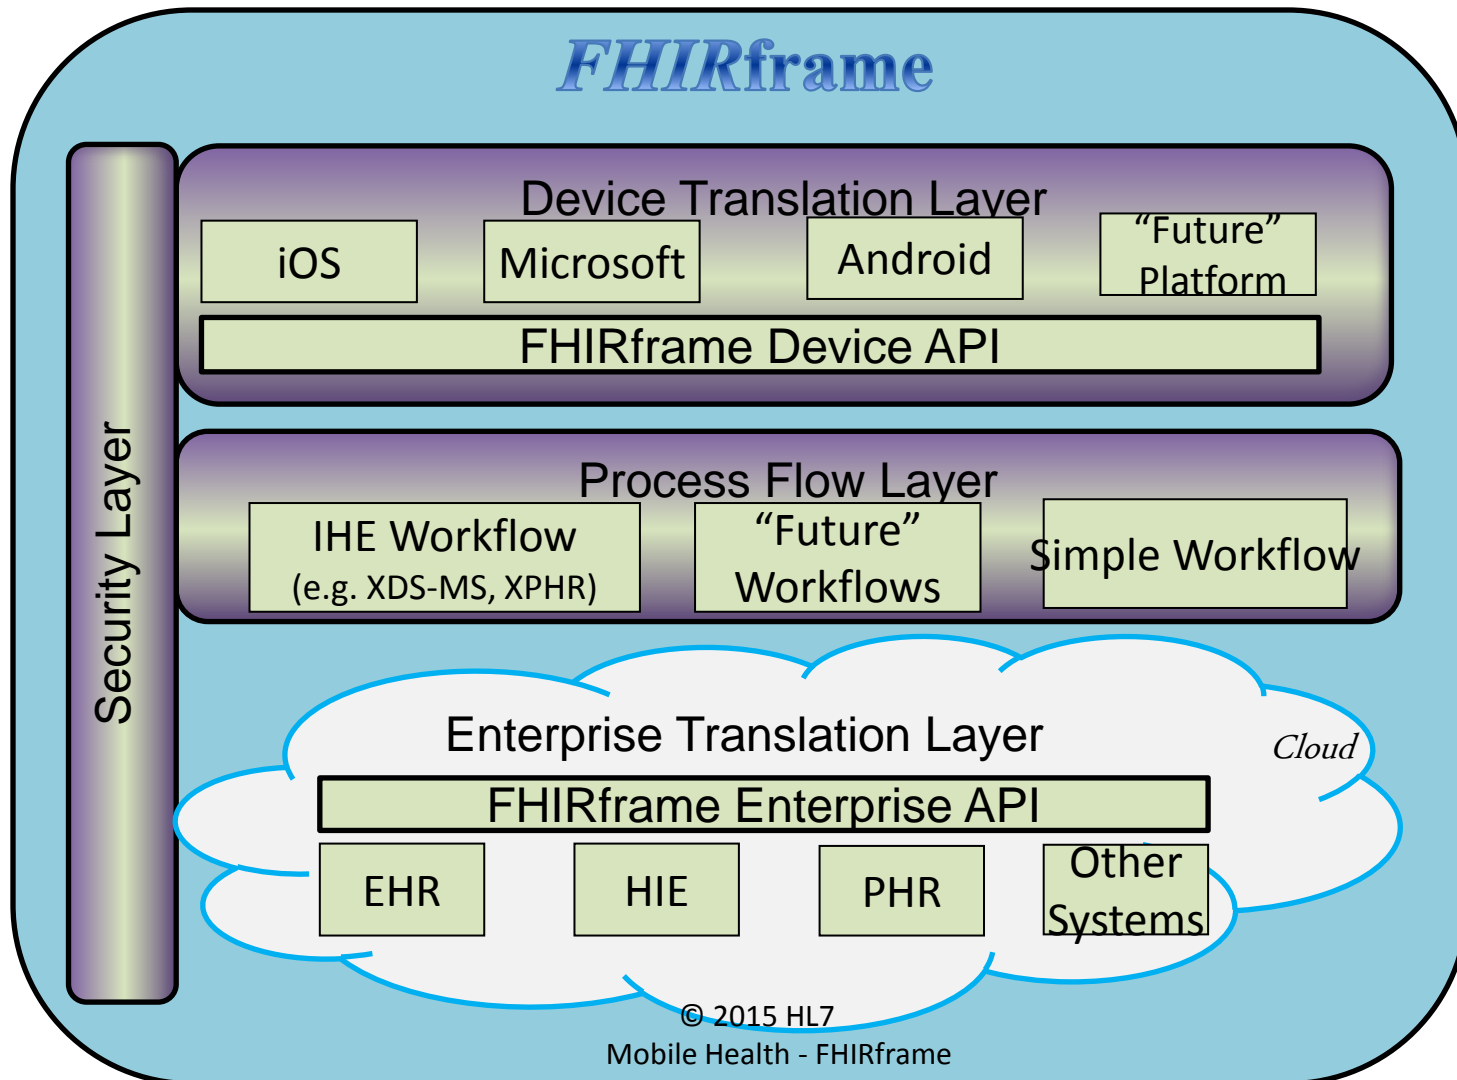 FHIRframe
Security Layer
Device Translation Layer
iOS
Microsoft
Android
“Future”
Platform
FHIRframe Device API
Process Flow Layer
IHE Workflow
(e.g. XDS-MS, XPHR)
“Future”
Workflows
Simple Workflow
Enterprise Translation Layer
Cloud
FHIRframe Enterprise API
EHR
HIE
PHR
Other
Systems
© 2015 HL7
Mobile Health - FHIRframe